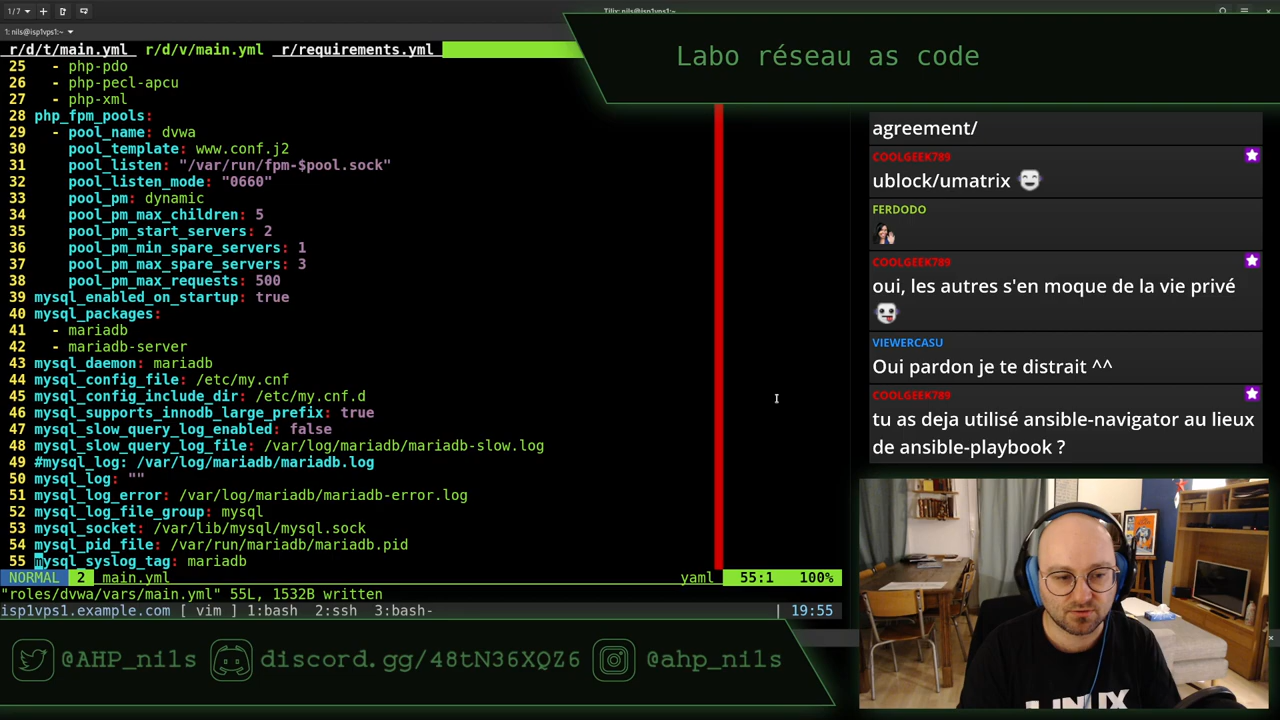 1/7
Tilix: nils@isp1vps1:~
1: nils@isp1vps1:~
r/d/t/main.yml r/d/v/main.yml r/requirements.yml
Labo réseau as code
25 - php-pdo
26 - php-pecl-apcu
27 - php-xml
28 php_fpm_pools:
29 - pool_name: dvwa
30 pool_template: www.conf.j2
31 pool_listen: "/var/run/fpm-$pool.sock"
32 pool_listen_mode: "0660"
33 pool_pm: dynamic
34 pool_pm_max_children: 5
35 pool_pm_start_servers: 2
36 pool_pm_min_spare_servers: 1
37 pool_pm_max_spare_servers: 3
38 pool_pm_max_requests: 500
39 mysql_enabled_on_startup: true
40 mysql_packages:
41 - mariadb
42 - mariadb-server
43 mysql_daemon: mariadb
44 mysql_config_file: /etc/my.cnf
45 mysql_config_include_dir: /etc/my.cnf.d
46 mysql_supports_innodb_large_prefix: true
47 mysql_slow_query_log_enabled: false
48 mysql_slow_query_log_file: /var/log/mariadb/mariadb-slow.log
49 #mysql_log: /var/log/mariadb/mariadb.log
50 mysql_log: ""
51 mysql_log_error: /var/log/mariadb/mariadb-error.log
52 mysql_log_file_group: mysql
53 mysql_socket: /var/lib/mysql/mysql.sock
54 mysql_pid_file: /var/run/mariadb/mariadb.pid
55 mysql_syslog_tag: mariadb
NORMAL 2 main.yml yaml 55:1 100%
"roles/dvwa/vars/main.yml" 55L, 1532B written
isp1vps1.example.com [ vim ] 1:bash 2:ssh 3:bash- | 19:55
agreement/
COOLGEEK789
ublock/umatrix
FERDODO
COOLGEEK789
oui, les autres s'en moque de la vie privé
VIEWERCASU
Oui pardon je te distrait ^^
COOLGEEK789
tu as deja utilisé ansible-navigator au lieux
de ansible-playbook ?
@AHP_nils discord.gg/48tN36XQZ6 @ahp_nils